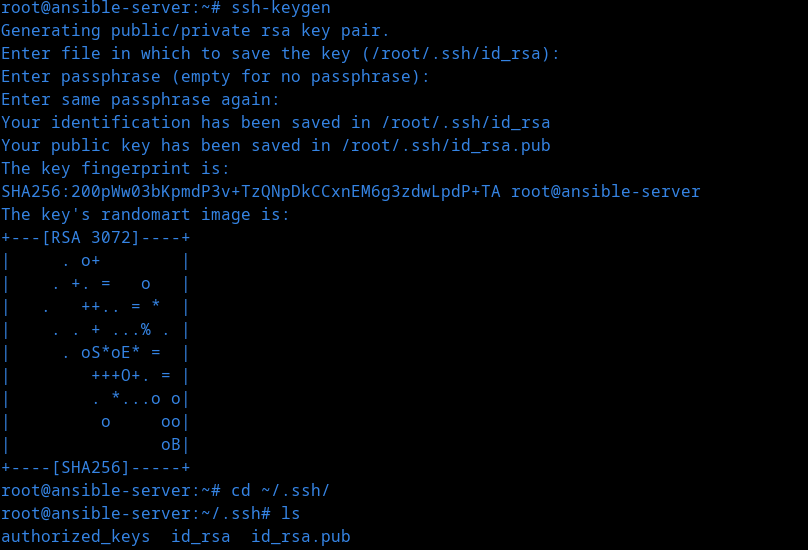 root@ansible-server:~# ssh-keygen
Generating public/private rsa key pair.
Enter file in which to save the key (/root/.ssh/id_rsa):
Enter passphrase (empty for no passphrase):
Enter same passphrase again:
Your identification has been saved in /root/.ssh/id_rsa
Your public key has been saved in /root/.ssh/id_rsa.pub
The key fingerprint is:
SHA256:200pWw03bKpmdP3v+TzQNpDkCCxnEM6g3zdwLpdP+TA root@ansible-server
The key's randomart image is:
+---[RSA 3072]----+
|     . o+        |
|    . +. =   o   |
|   .   ++.. = *  |
|    . . + ...% . |
|     . oS*oE* =  |
|        +++O+. = |
|        . *...o o|
|         o     oo|
|               oB|
+----[SHA256]-----+
root@ansible-server:~# cd ~/.ssh/
root@ansible-server:~/.ssh# ls
authorized_keys  id_rsa  id_rsa.pub